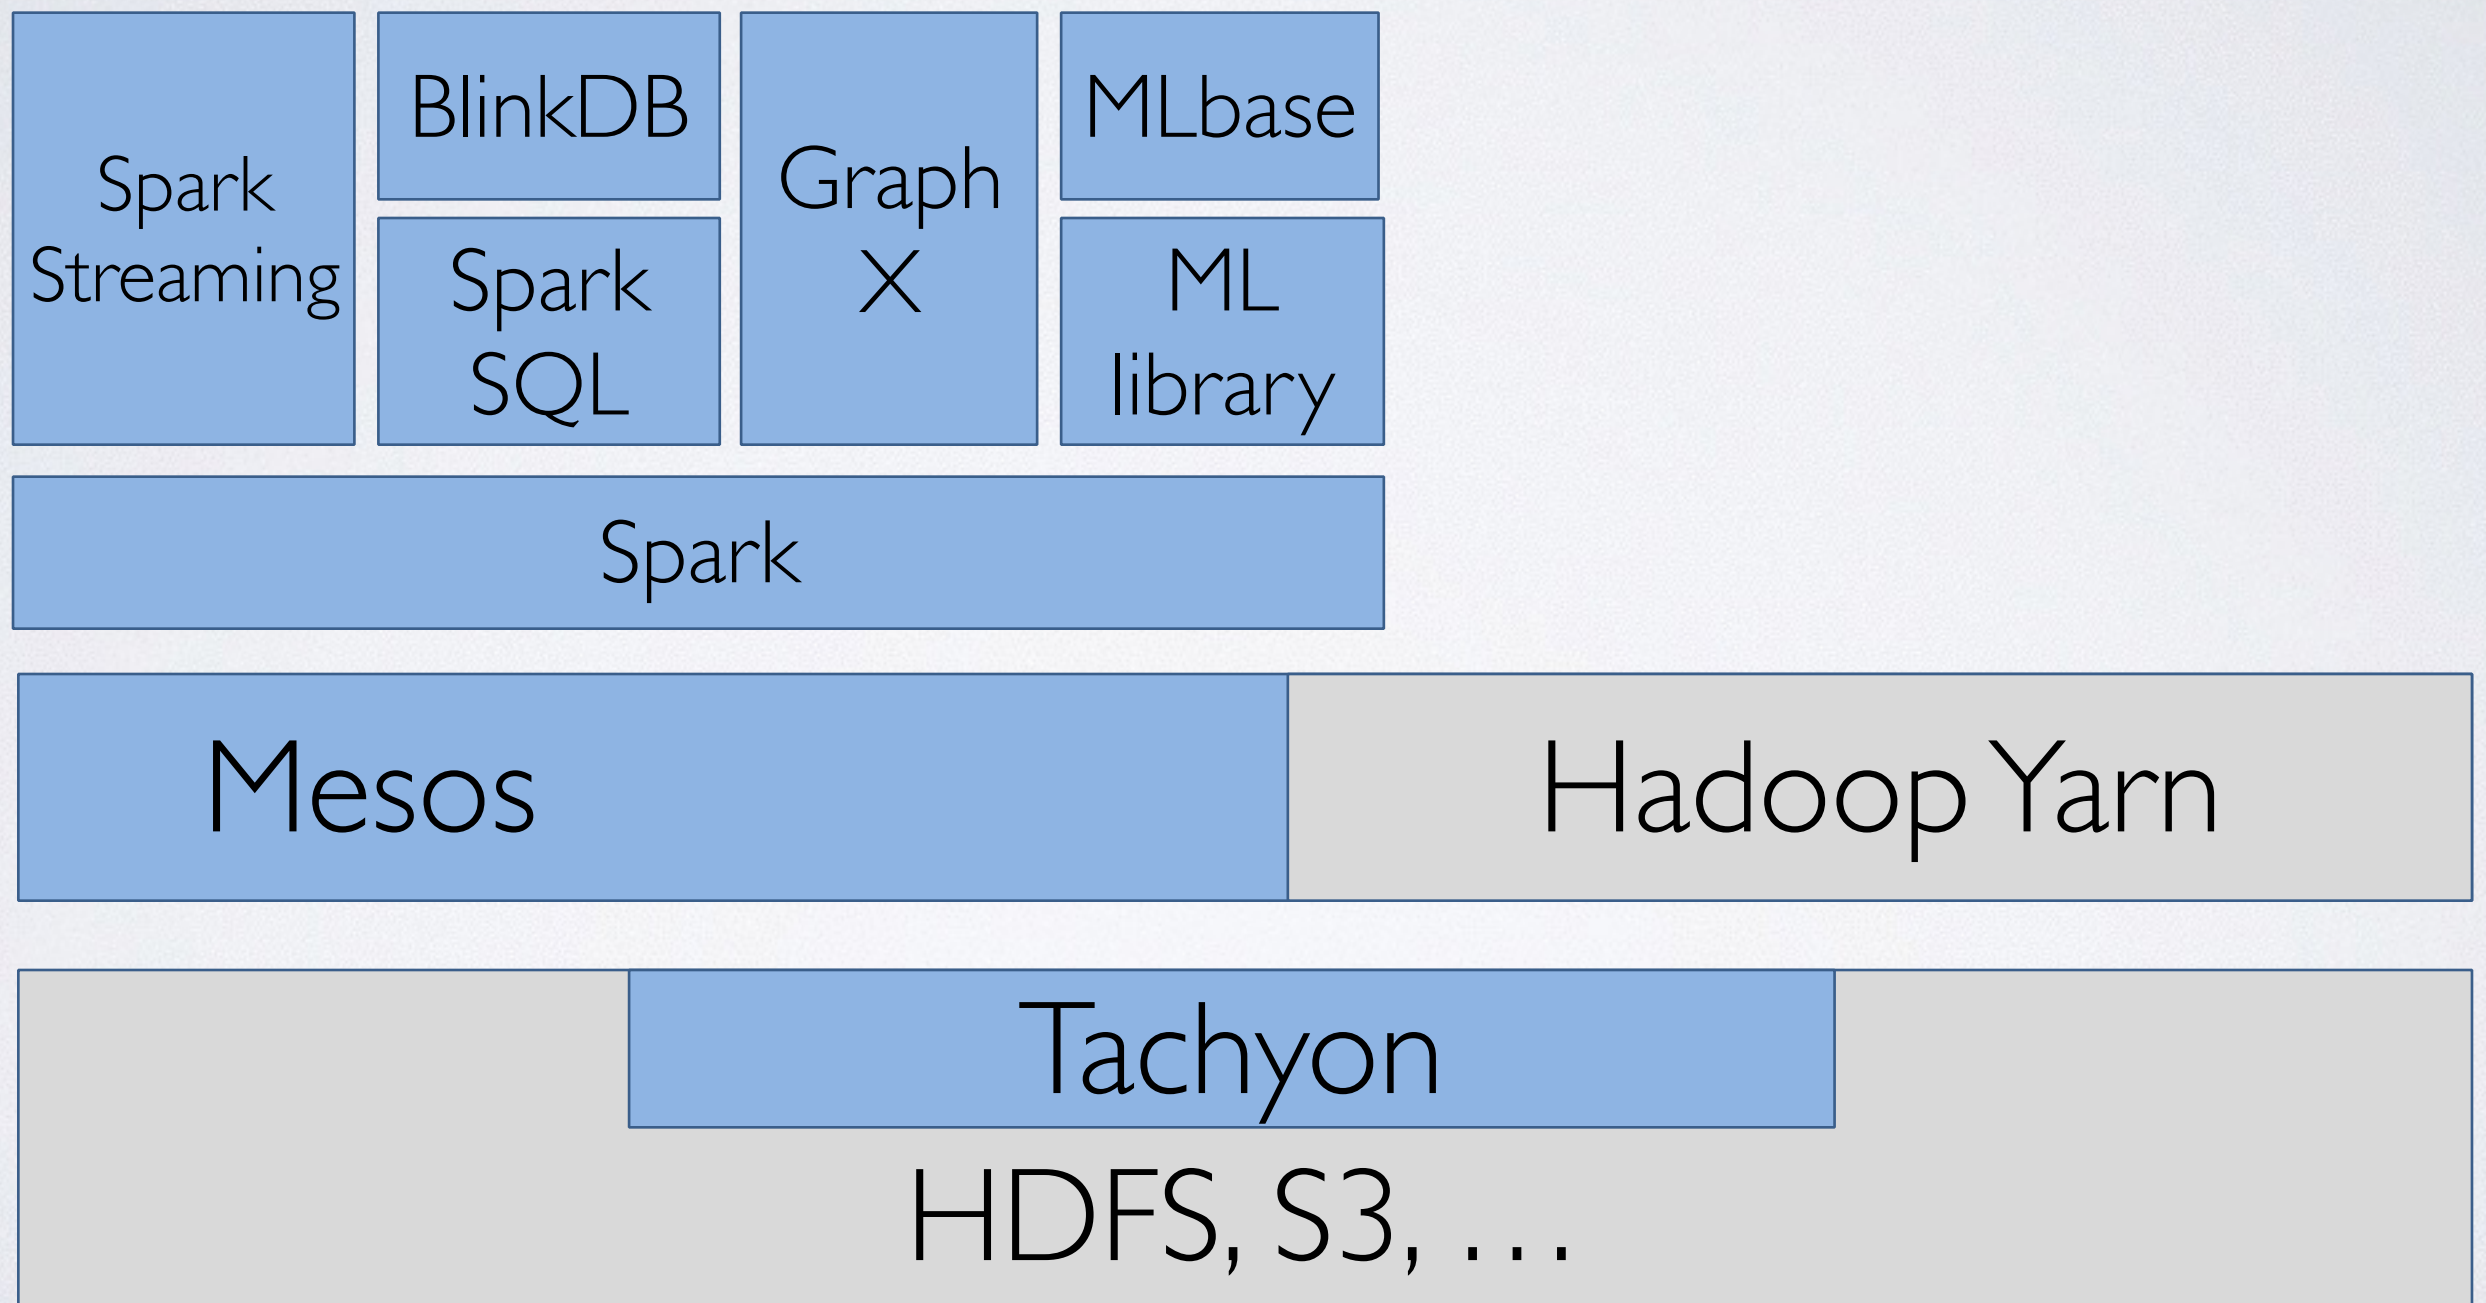 Spark
Streaming
BlinkDB
Spark
SQL
Graph
X
MLbase
ML
library
Spark
Mesos
Hadoop Yarn
Tachyon
HDFS, S3, …